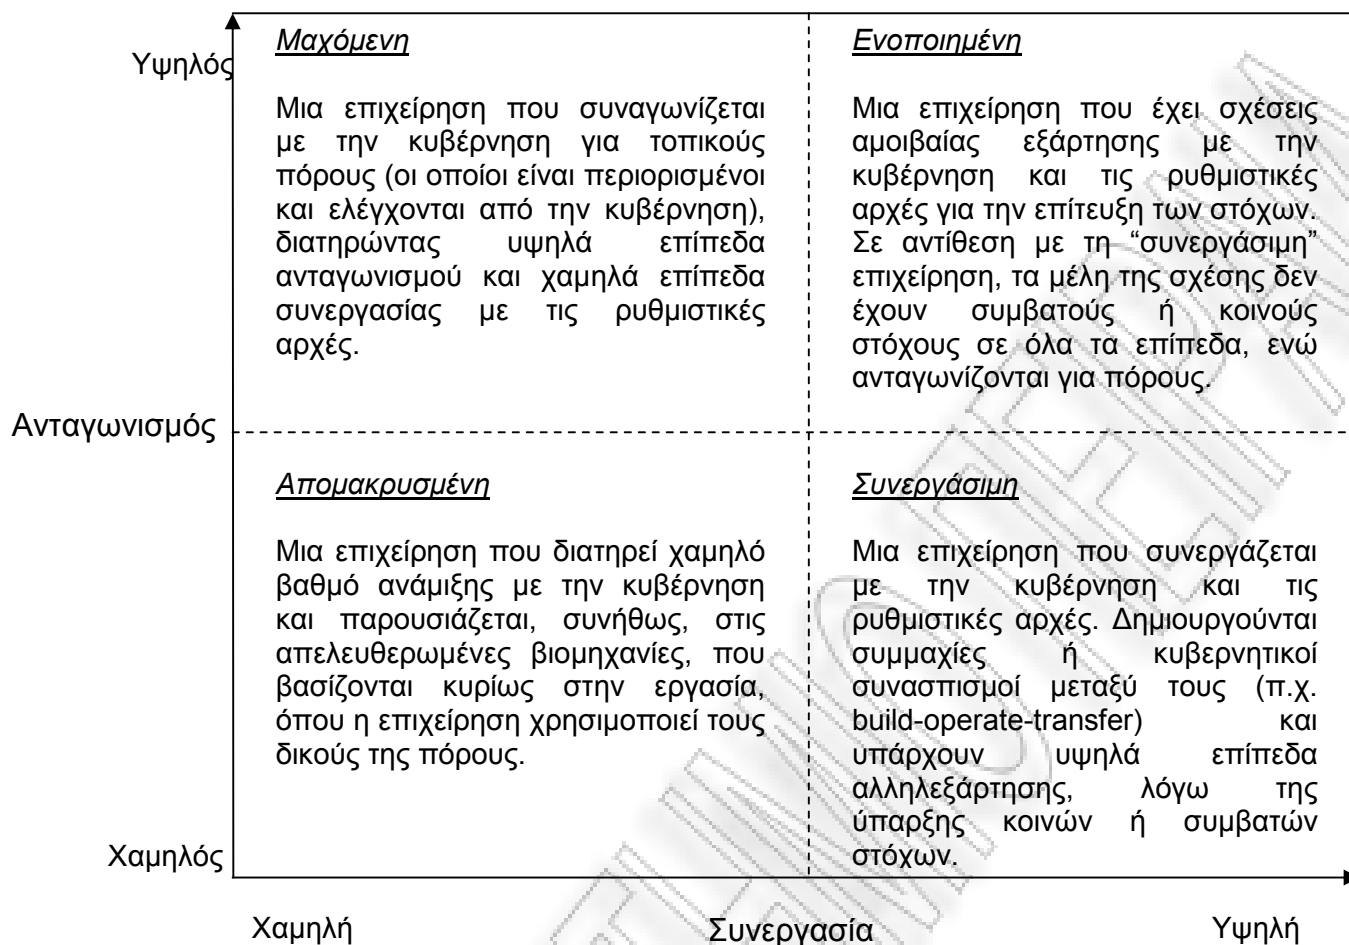 Υψηλός
Μαχόμενη
Μια επιχείρηση που συναγωνίζεται
με την κυβέρνηση για τοπικούς
πόρους (οι οποίοι είναι περιορισμένοι
και ελέγχονται από την κυβέρνηση),
διατηρώντας υψηλά επίπεδα
ανταγωνισμού και χαμηλά επίπεδα
συνεργασίας με τις ρυθμιστικές
αρχές.
Ενοποιημένη
Μια επιχείρηση που έχει σχέσεις
αμοιβαίας εξάρτησης με την
κυβέρνηση και τις ρυθμιστικές
αρχές για την επίτευξη των στόχων.
Σε αντίθεση με τη “συνεργάσιμη”
επιχείρηση, τα μέλη της σχέσης δεν
έχουν συμβατούς ή κοινούς
στόχους σε όλα τα επίπεδα, ενώ
ανταγωνίζονται για πόρους.
Ανταγωνισμός
Απομακρυσμένη
Μια επιχείρηση που διατηρεί χαμηλό
βαθμό ανάμιξης με την κυβέρνηση
και παρουσιάζεται, συνήθως, στις
απελευθερωμένες βιομηχανίες, που
βασίζονται κυρίως στην εργασία,
όπου η επιχείρηση χρησιμοποιεί τους
δικούς της πόρους.
Συνεργάσιμη
Μια επιχείρηση που συνεργάζεται
με την κυβέρνηση και τις
ρυθμιστικές αρχές. Δημιουργούνται
συμμαχίες ή κυβερνητικοί
συνασπισμοί μεταξύ τους (π.χ.
build-operate-transfer) και
υπάρχουν υψηλά επίπεδα
αλληλεξάρτησης, λόγω της
ύπαρξης κοινών ή συμβατών
στόχων.
Χαμηλός
Χαμηλή
Συνεργασία
Υψηλή